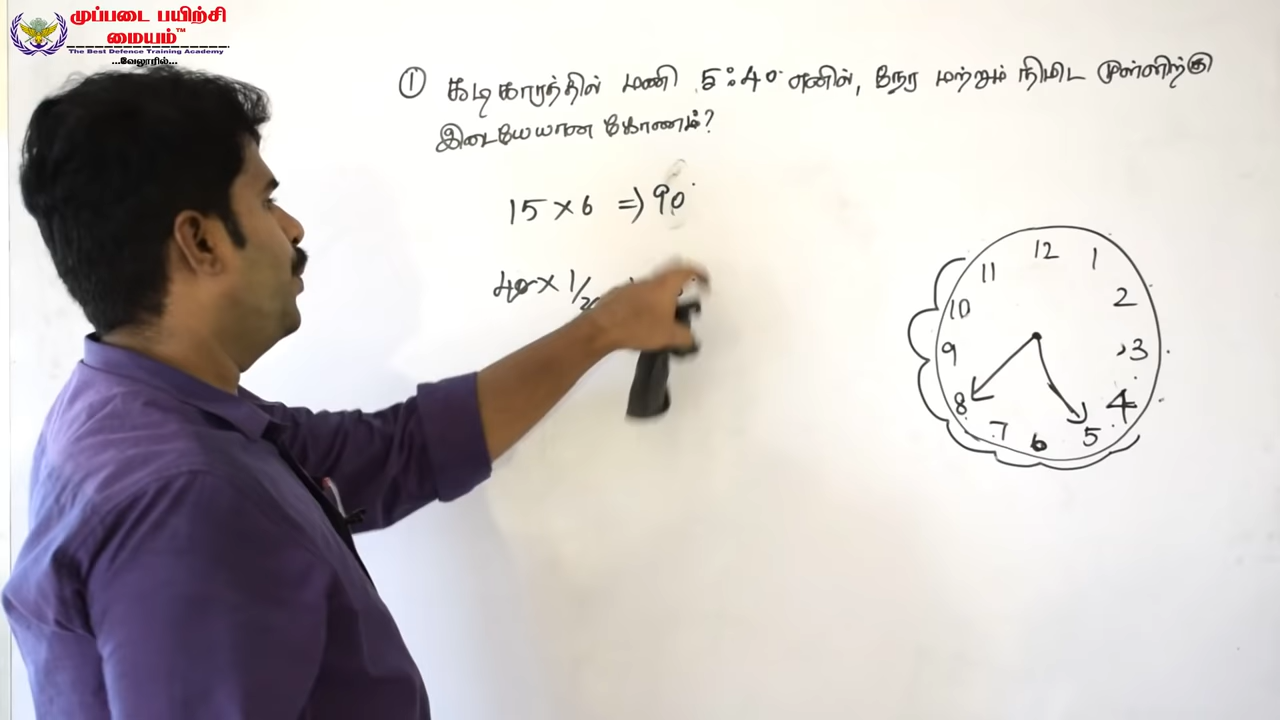 முப்படை பயிற்சி
மையம்™
The Best Defence Training Academy
...வேலூரில்...
① கடிகாரத்தில் மணி 5:40 எனில், நேர மற்றும் நிமிட முள்ளிற்கு
இடையேயான கோணம்?
15 × 6 ⇒ 90°
40 × 1/2
12
1
2
3
4
5
6
7
8
9
10
11